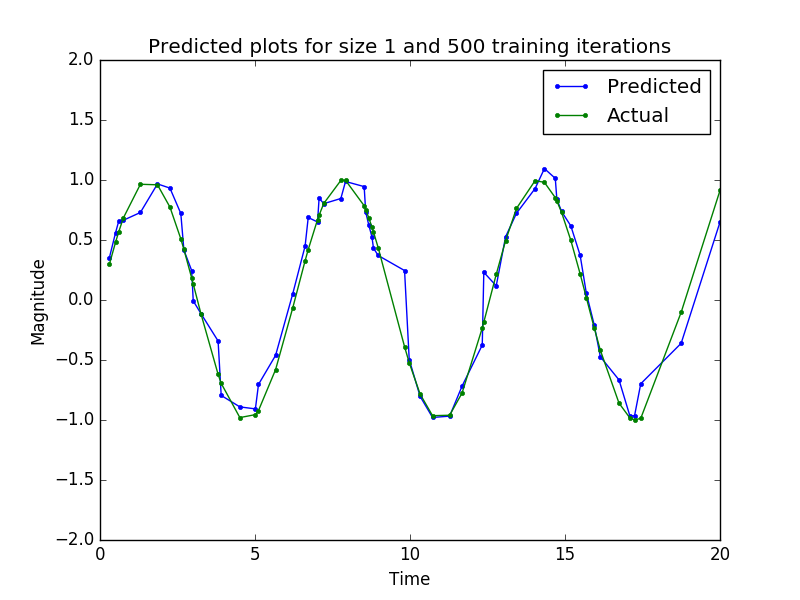 Predicted plots for size 1 and 500 training iterations
2.0
1.5
1.0
0.5
0.0
−0.5
−1.0
−1.5
−2.0
Magnitude
Predicted
Actual
0 5 10 15 20
Time